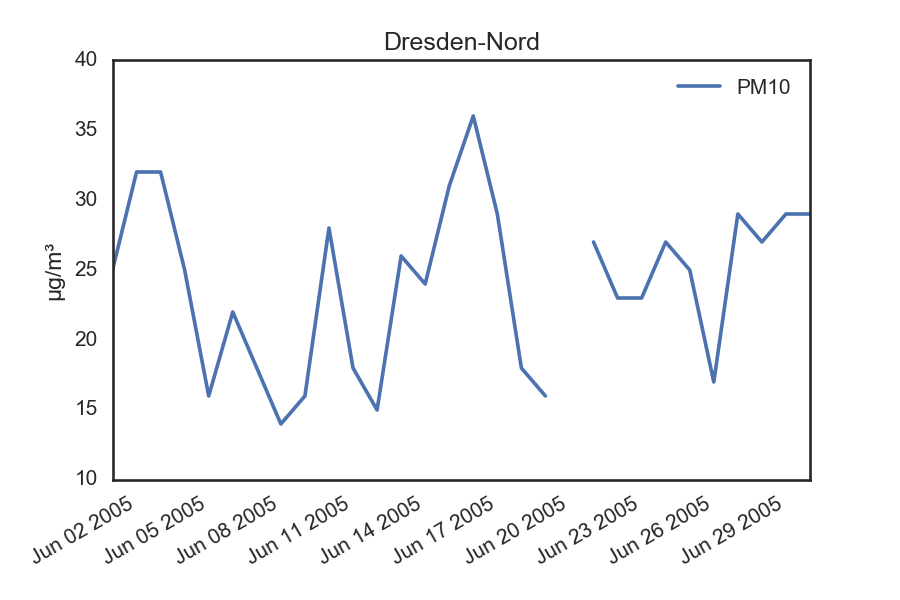 Dresden-Nord
40
35
30
25
20
15
10
µg/m³
PM10
Jun 02 2005
Jun 05 2005
Jun 08 2005
Jun 11 2005
Jun 14 2005
Jun 17 2005
Jun 20 2005
Jun 23 2005
Jun 26 2005
Jun 29 2005